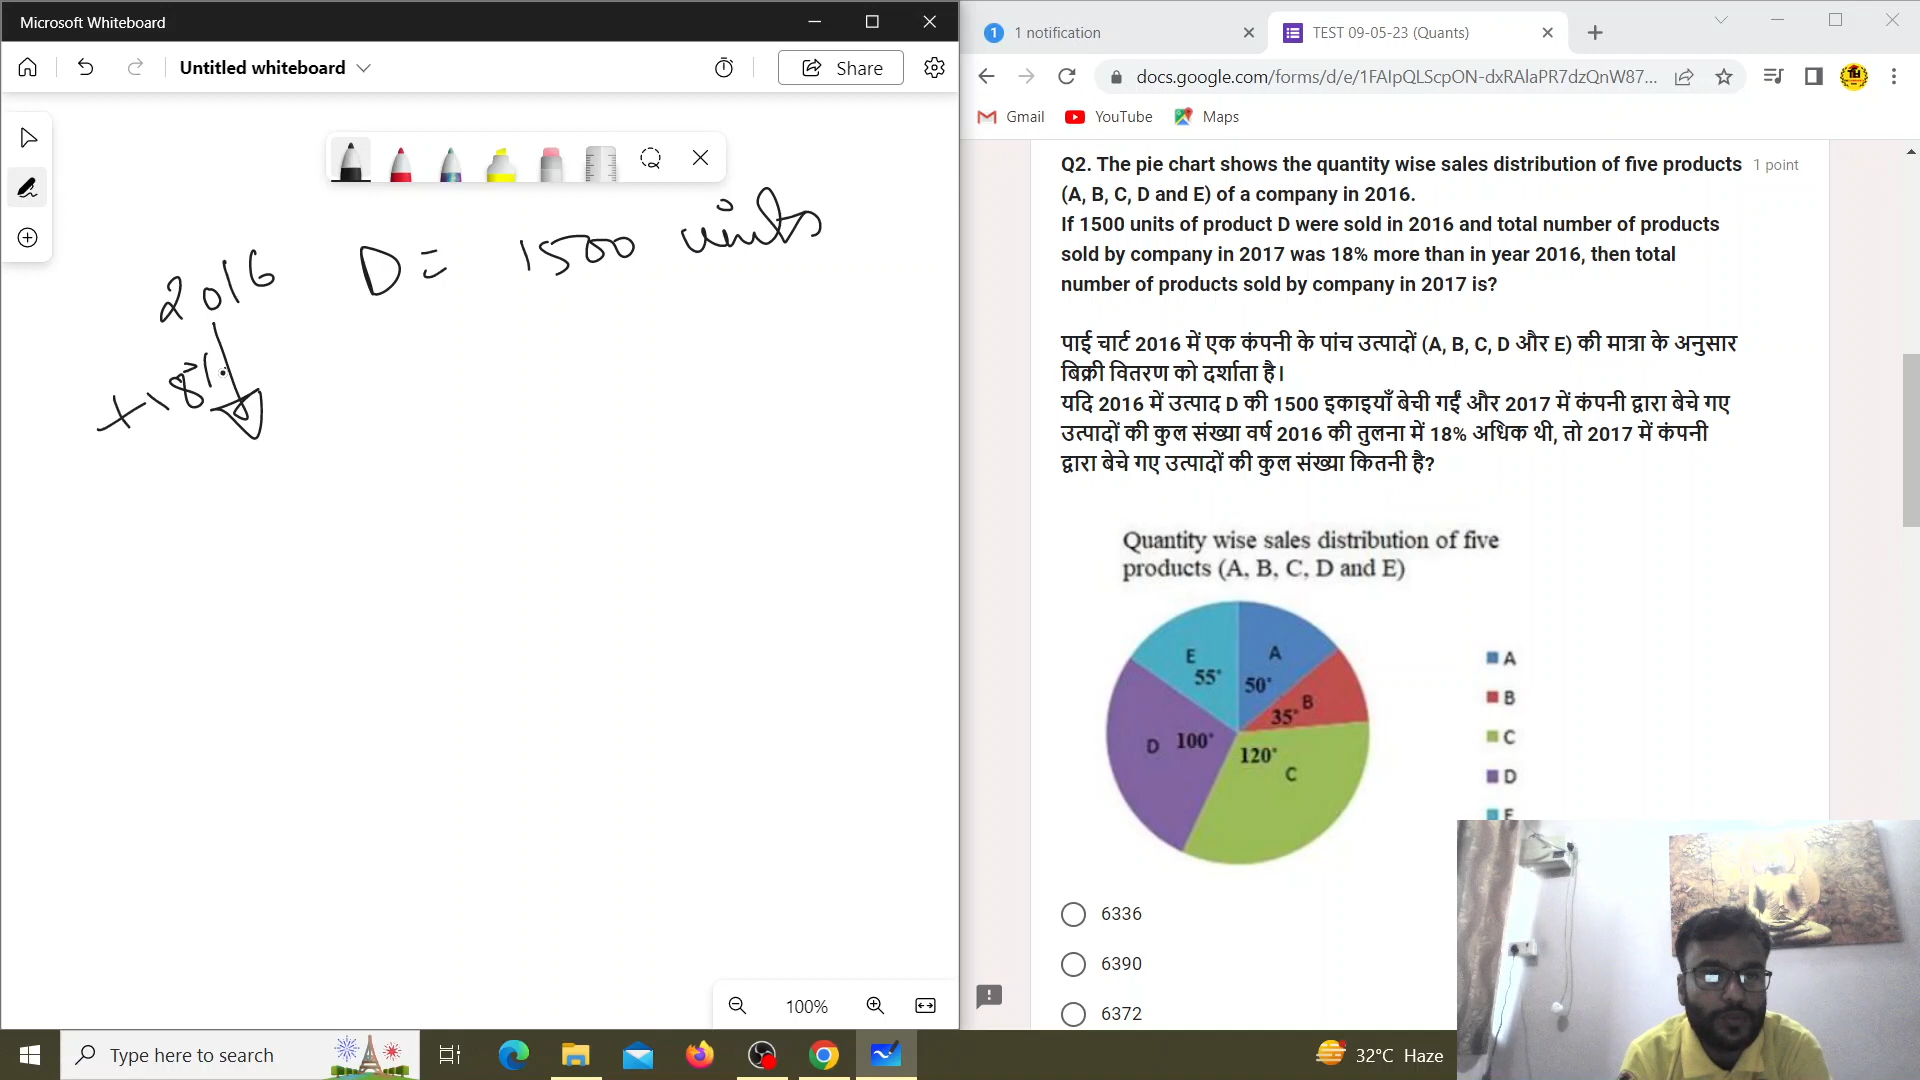 Microsoft Whiteboard
Untitled whiteboard
Share
2016 D = 1500 units
+18%
100%
1 notification
TEST 09-05-23 (Quants)
docs.google.com/forms/d/e/1FAIpQLScpON-dxRAlaPR7dzQnW87...
Gmail YouTube Maps
Q2. The pie chart shows the quantity wise sales distribution of five products 1 point
(A, B, C, D and E) of a company in 2016.
If 1500 units of product D were sold in 2016 and total number of products
sold by company in 2017 was 18% more than in year 2016, then total
number of products sold by company in 2017 is?
पाई चार्ट 2016 में एक कंपनी के पांच उत्पादों (A, B, C, D और E) की मात्रा के अनुसार
बिक्री वितरण को दर्शाता है।
यदि 2016 में उत्पाद D की 1500 इकाइयाँ बेची गईं और 2017 में कंपनी द्वारा बेचे गए
उत्पादों की कुल संख्या वर्ष 2016 की तुलना में 18% अधिक थी, तो 2017 में कंपनी
द्वारा बेचे गए उत्पादों की कुल संख्या कितनी है?
Quantity wise sales distribution of five
products (A, B, C, D and E)
E
55°
A
50°
B
35°
D 100°
120°
C
A
B
C
D
E
6336
6390
6372
Type here to search
32°C Haze